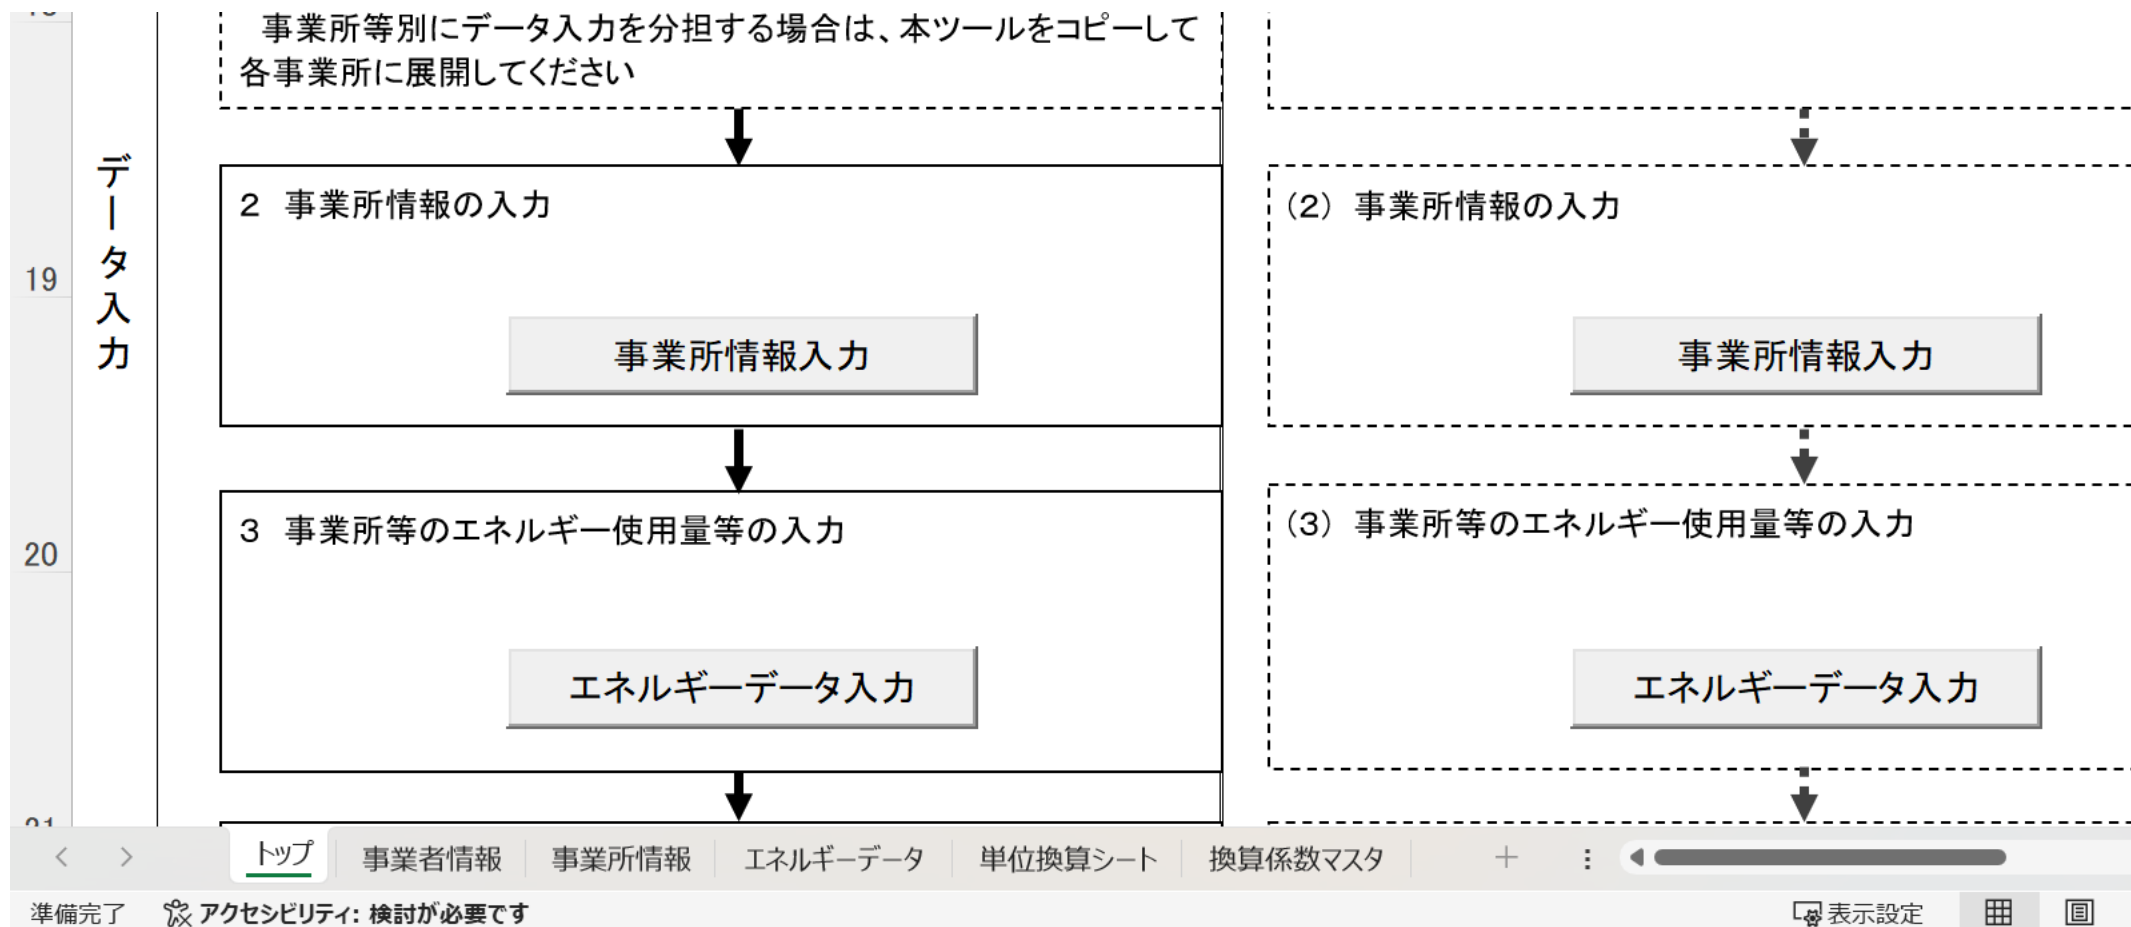 事業所等別にデータ入力を分担する場合は、本ツールをコピーして
各事業所に展開してください
データ入力
2 事業所情報の入力
(2) 事業所情報の入力
19
事業所情報入力
事業所情報入力
3 事業所等のエネルギー使用量等の入力
(3) 事業所等のエネルギー使用量等の入力
20
エネルギーデータ入力
エネルギーデータ入力
トップ 事業者情報 事業所情報 エネルギーデータ 単位換算シート 換算係数マスタ
準備完了 アクセシビリティ: 検討が必要です 表示設定